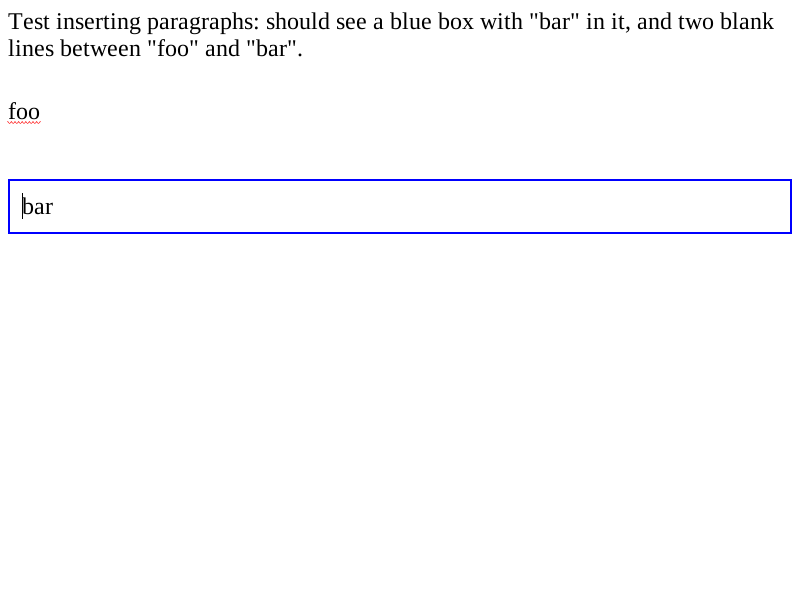 Test inserting paragraphs: should see a blue box with "bar" in it, and two blank
lines between "foo" and "bar".
foo
bar